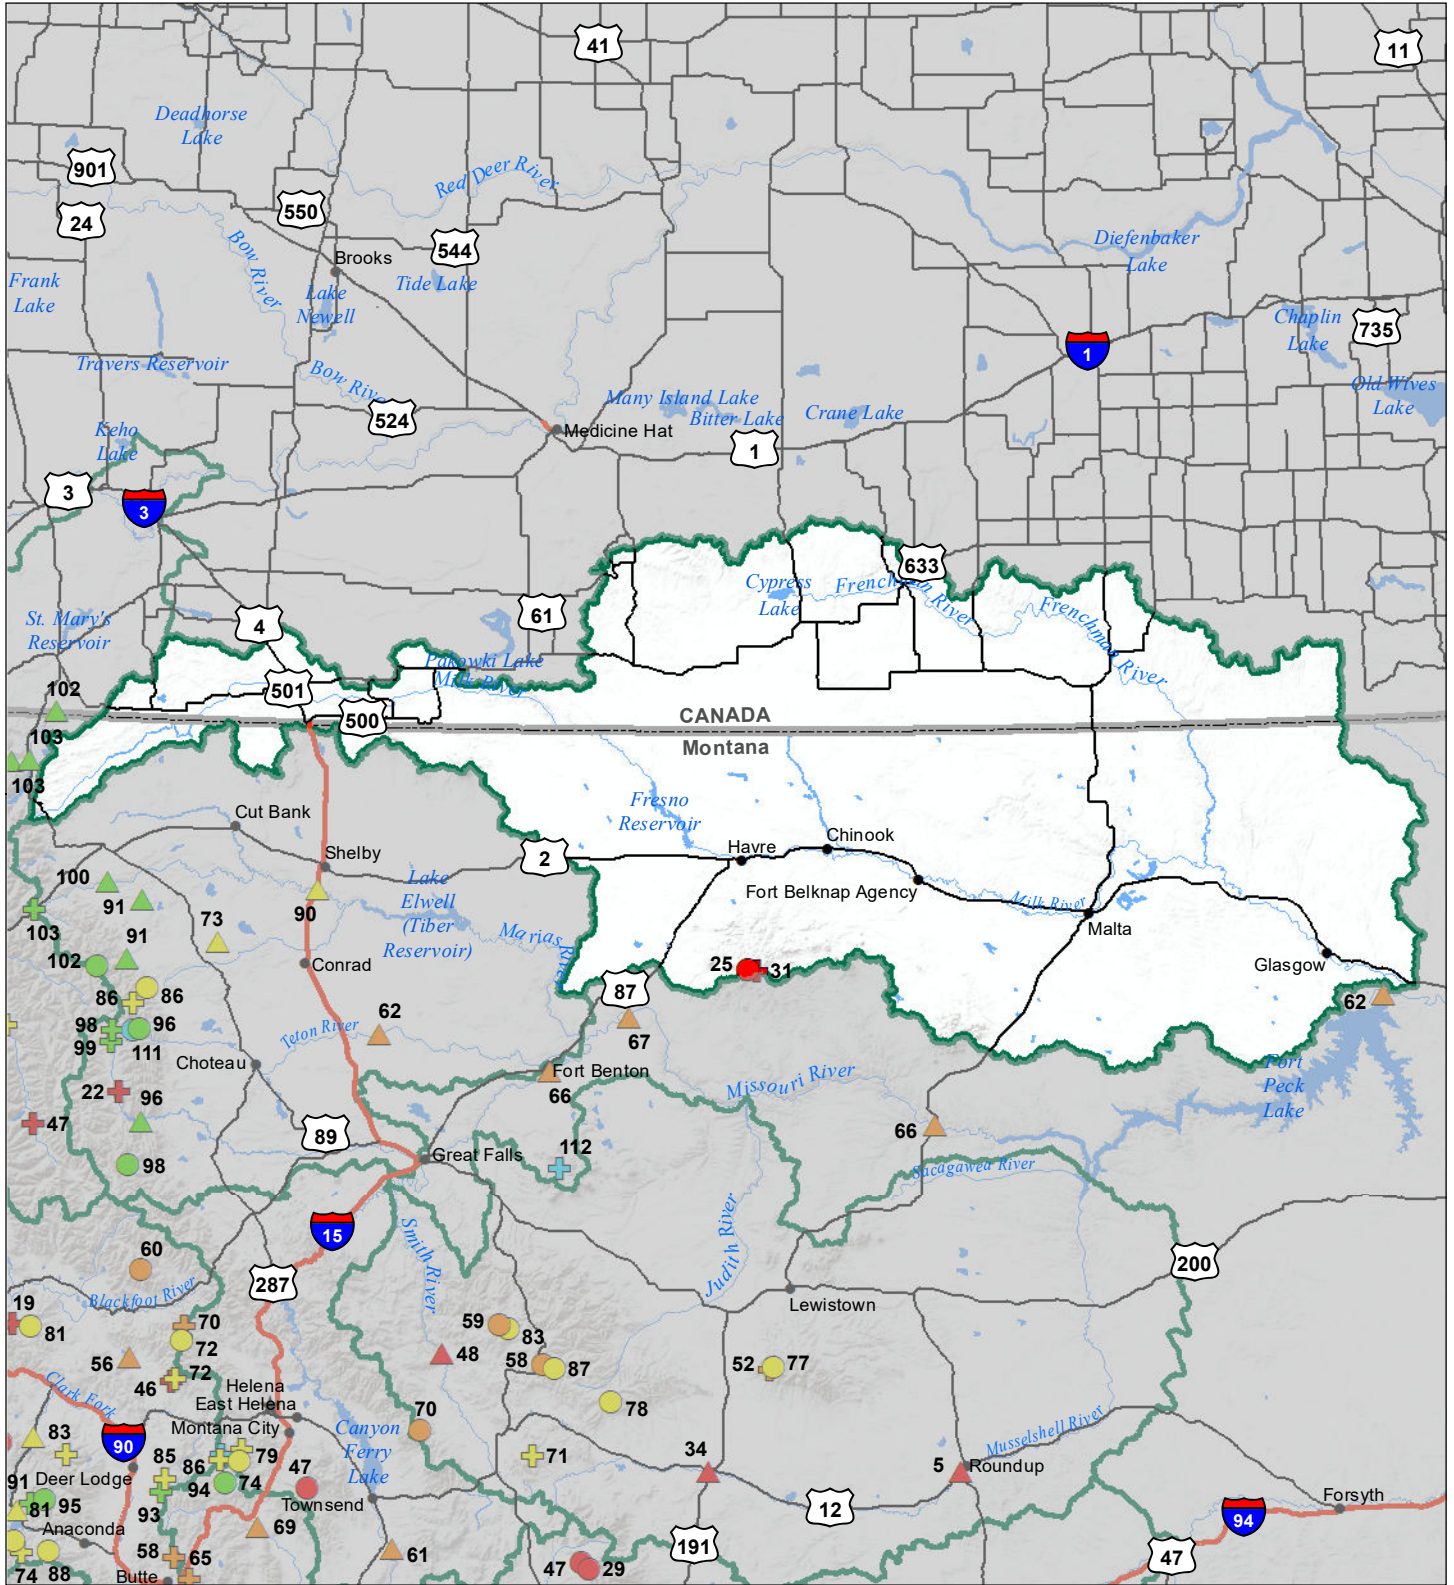 41
11
Deadhorse
Lake
901
Red Deer River
550
24
544
Bow River
Brooks
Diefenbaker
Lake
Frank
Lake
Tide Lake
Lake
Newell
Chaplin
Lake
735
1
Travers Reservoir
Bow River
Many Island Lake
Bitter Lake
Crane Lake
Old Wives
Lake
524
Keho
Lake
Medicine Hat
1
3
3
633
Cypress
Lake
Frenchman River
Frenchman River
61
St. Mary's
Reservoir
4
Pakowki Lake
Milk River
501
500
102
CANADA
Montana
103
103
Fresno
Reservoir
Cut Bank
Chinook
Havre
Shelby
2
Lake
Elwell
(Tiber
Reservoir)
Fort Belknap Agency
Milk River
100
91
90
73
Malta
103
91
Marias River
102
Conrad
25
31
Glasgow
86
86
87
62
98
96
62
67
99
111
Teton River
Choteau
Fort Benton
66
Missouri River
Fort
Peck
Lake
22
96
47
89
66
112
Great Falls
98
Sacagawea River
15
Smith River
Judith River
60
287
200
Blackfoot River
Lewistown
19
81
70
59
83
72
48
58
87
52
77
56
72
46
Clark Fork
Helena
East Helena
78
70
Montana City
Canyon
Ferry
Lake
Musselshell River
83
90
85
86
79
71
34
5
Roundup
91
Deer Lodge
94
74
47
95
Townsend
12
Forsyth
81
93
94
Anaconda
69
58
65
61
191
47
74
88
Butte
47
29